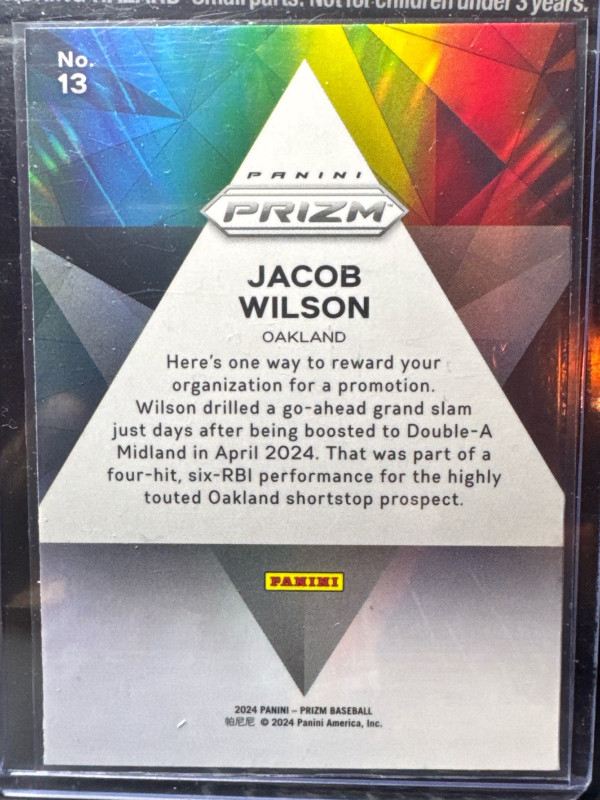 Small parts. Not for children under 3 years.
No.
13
PANINI
PRIZM™
JACOB
WILSON
OAKLAND
Here's one way to reward your
organization for a promotion.
Wilson drilled a go-ahead grand slam
just days after being boosted to Double-A
Midland in April 2024. That was part of a
four-hit, six-RBI performance for the highly
touted Oakland shortstop prospect.
PANINI
2024 PANINI – PRIZM BASEBALL
帕尼尼 © 2024 Panini America, Inc.